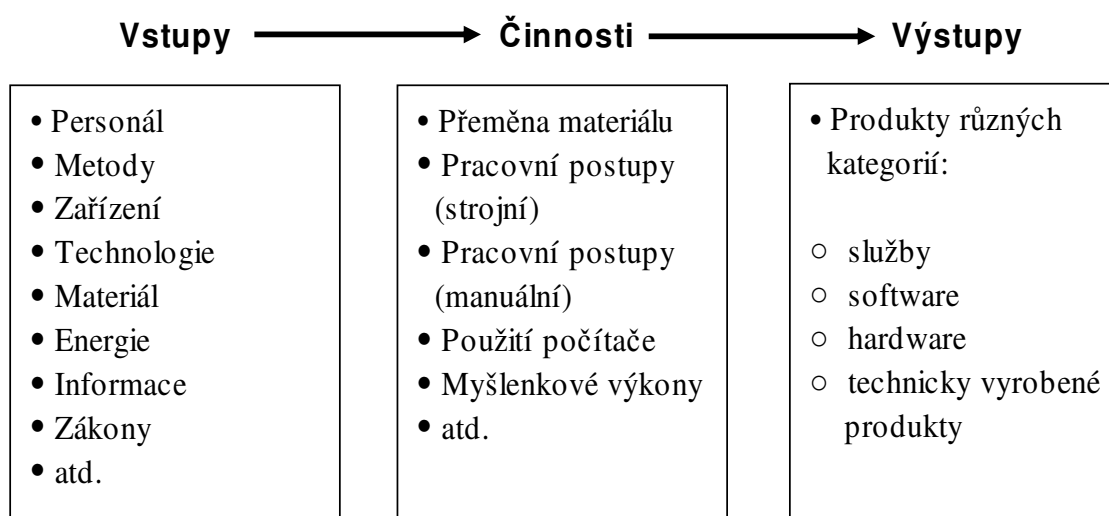 Vstupy Činnosti Výstupy
• Personál
• Metody
• Zařízení
• Technologie
• Materiál
• Energie
• Informace
• Zákony
• atd.
• Přeměna materiálu
• Pracovní postupy
(strojní)
• Pracovní postupy
(manuální)
• Použití počítače
• Myšlenkové výkony
• atd.
• Produkty různých
kategorií:
○ služby
○ software
○ hardware
○ technicky vyrobené
produkty